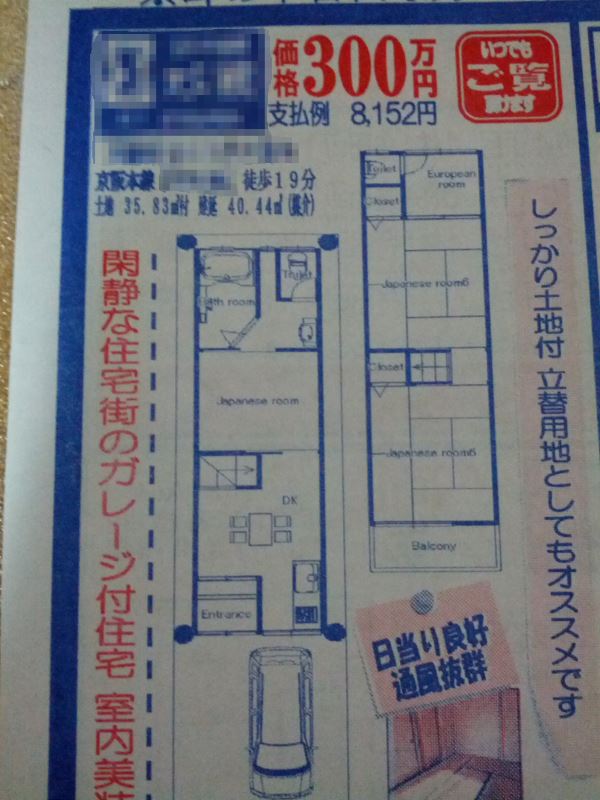 価格300万円
支払例 8,152円
いつでも
ご覧
頂けます
京阪本線
徒歩19分
土地 35.83㎡付 建延 40.44㎡(媒介)
閑静な住宅街のガレージ付住宅 室内美装
Bath room
Toilet
Japanese room
DK
Entrance
Toilet
European room
Closet
Japanese room6
Closet
Japanese room6
Balcony
しっかり土地付 立替用地としてもオススメです
日当り良好
通風抜群